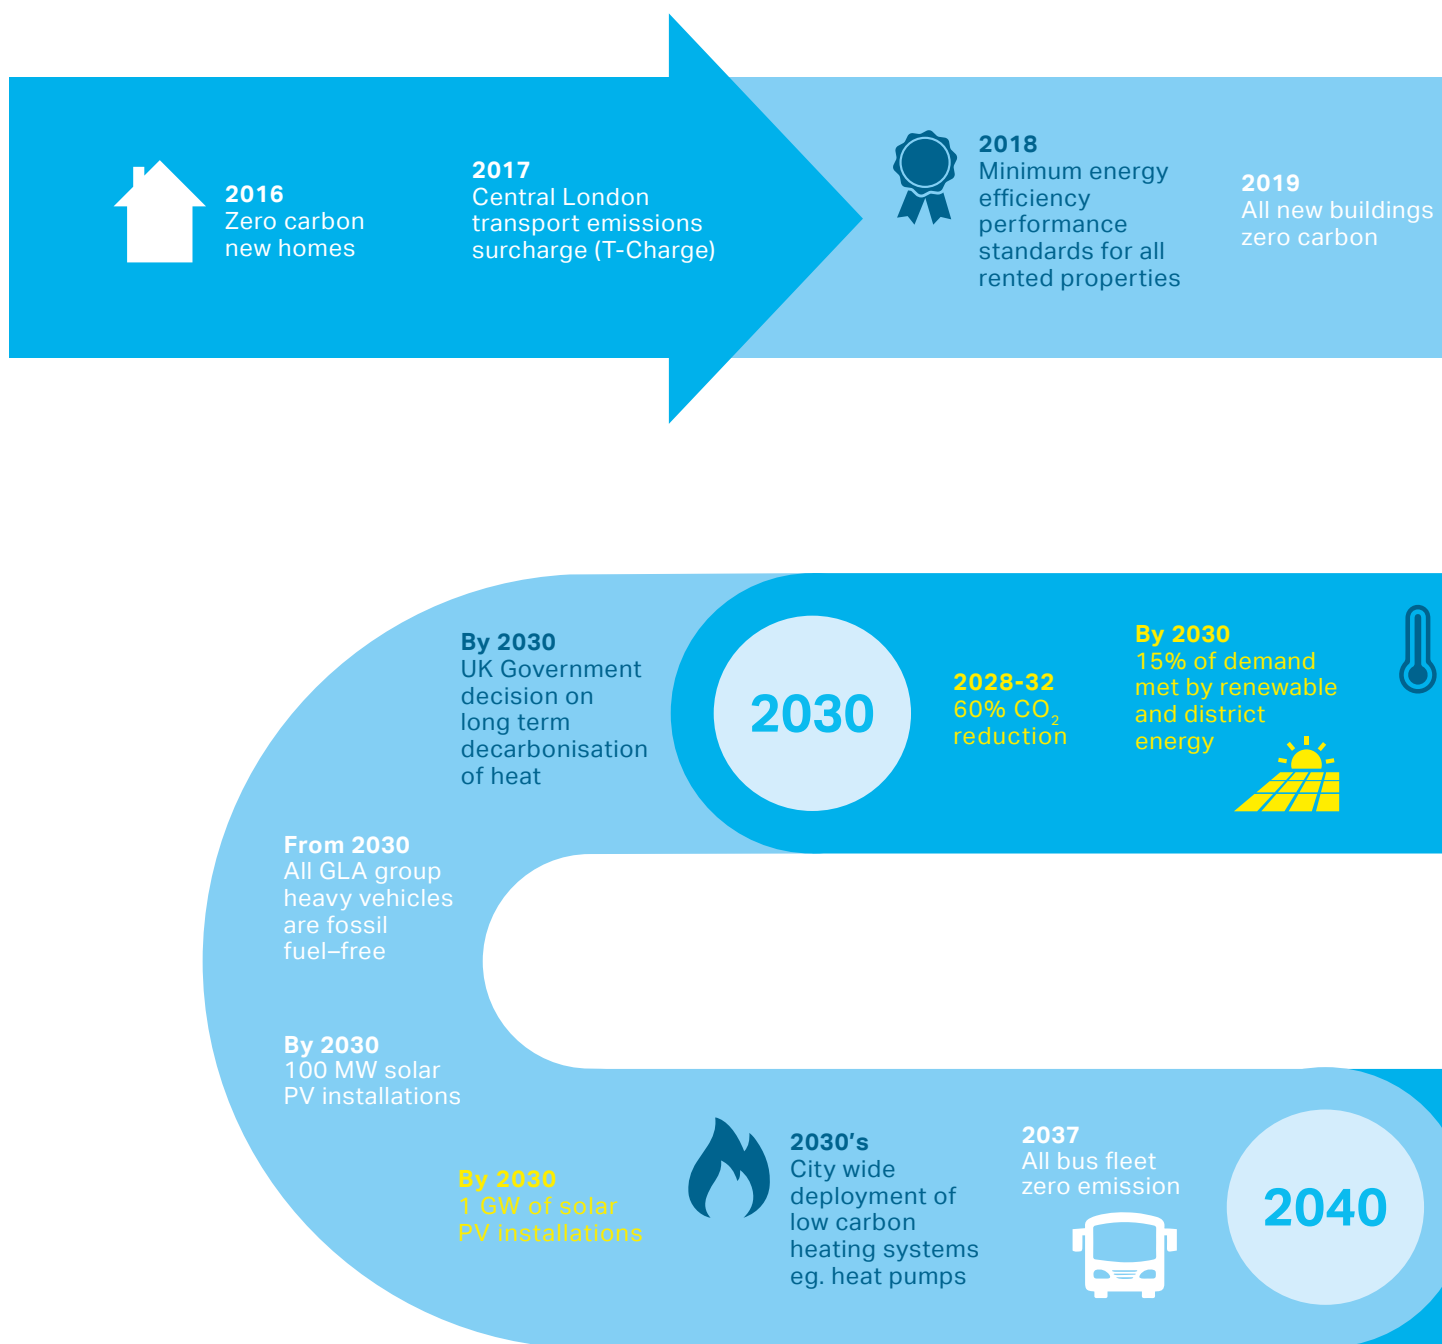 2016
Zero carbon
new homes
2017
Central London
transport emissions
surcharge (T-Charge)
2018
Minimum energy
efficiency
performance
standards for all
rented properties
2019
All new buildings
zero carbon
By 2030
15% of demand
met by renewable
and district
energy
2028-32
60% CO₂
reduction
2030
By 2030
UK Government
decision on
long term
decarbonisation
of heat
From 2030
All GLA group
heavy vehicles
are fossil
fuel–free
By 2030
100 MW solar
PV installations
By 2030
1 GW of solar
PV installations
2030's
City wide
deployment of
low carbon
heating systems
eg. heat pumps
2037
All bus fleet
zero emission
2040